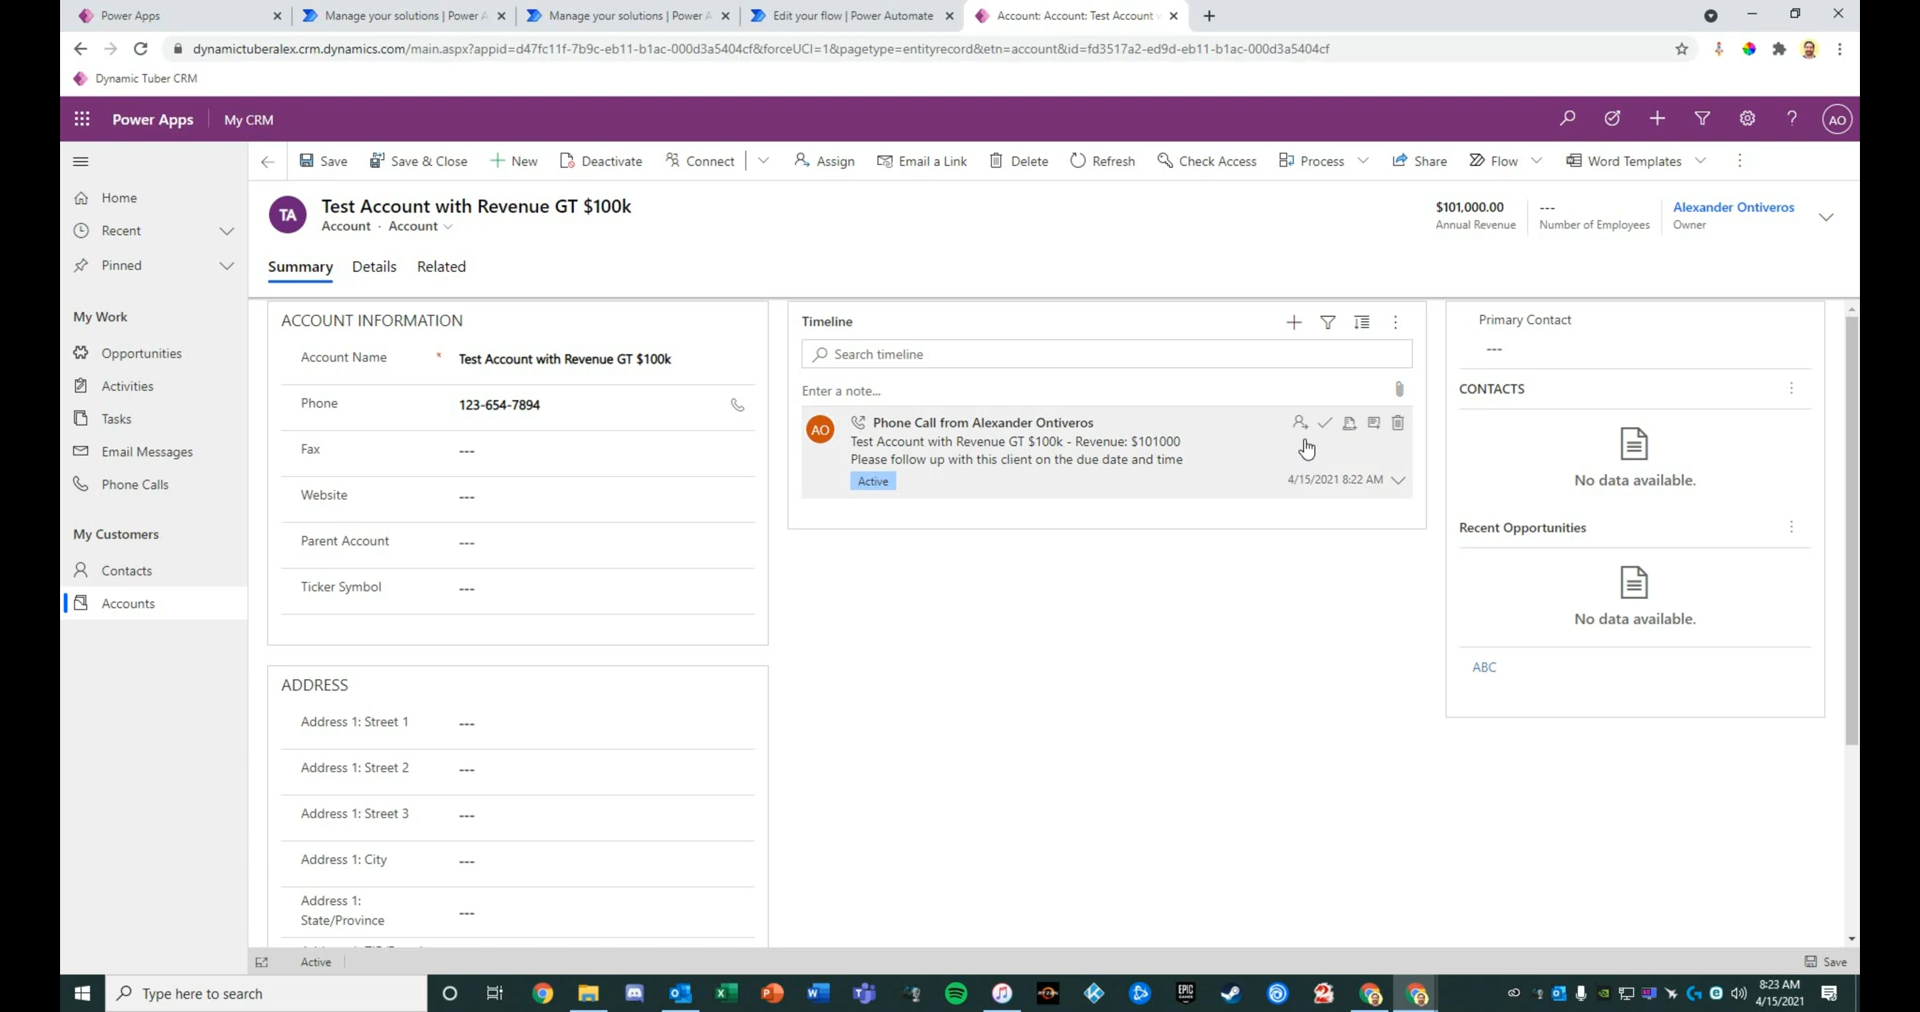 Power Apps
Manage your solutions | Power A
Manage your solutions | Power A
Edit your flow | Power Automate
Account: Account: Test Account w
dynamictuberalex.crm.dynamics.com/main.aspx?appid=d47fc11f-7b9c-eb11-b1ac-000d3a5404cf&forceUCI=1&pagetype=entityrecord&etn=account&id=fd3517a2-ed9d-eb11-b1ac-000d3a5404cf
Dynamic Tuber CRM
Power Apps
My CRM
AO
Save
Save & Close
New
Deactivate
Connect
Assign
Email a Link
Delete
Refresh
Check Access
Process
Share
Flow
Word Templates
Home
Recent
Pinned
My Work
Opportunities
Activities
Tasks
Email Messages
Phone Calls
My Customers
Contacts
Accounts
TA
Test Account with Revenue GT $100k
Account · Account
$101,000.00
Annual Revenue
---
Number of Employees
Alexander Ontiveros
Owner
Summary
Details
Related
ACCOUNT INFORMATION
Account Name * Test Account with Revenue GT $100k
Phone 123-654-7894
Fax ---
Website ---
Parent Account ---
Ticker Symbol ---
ADDRESS
Address 1: Street 1 ---
Address 1: Street 2 ---
Address 1: Street 3 ---
Address 1: City ---
Address 1:
State/Province ---
Timeline
Search timeline
Enter a note...
AO
Phone Call from Alexander Ontiveros
Test Account with Revenue GT $100k - Revenue: $101000
Please follow up with this client on the due date and time
Active
4/15/2021 8:22 AM
Primary Contact
---
CONTACTS
No data available.
Recent Opportunities
No data available.
ABC
Active
Save
Type here to search
8:23 AM
4/15/2021